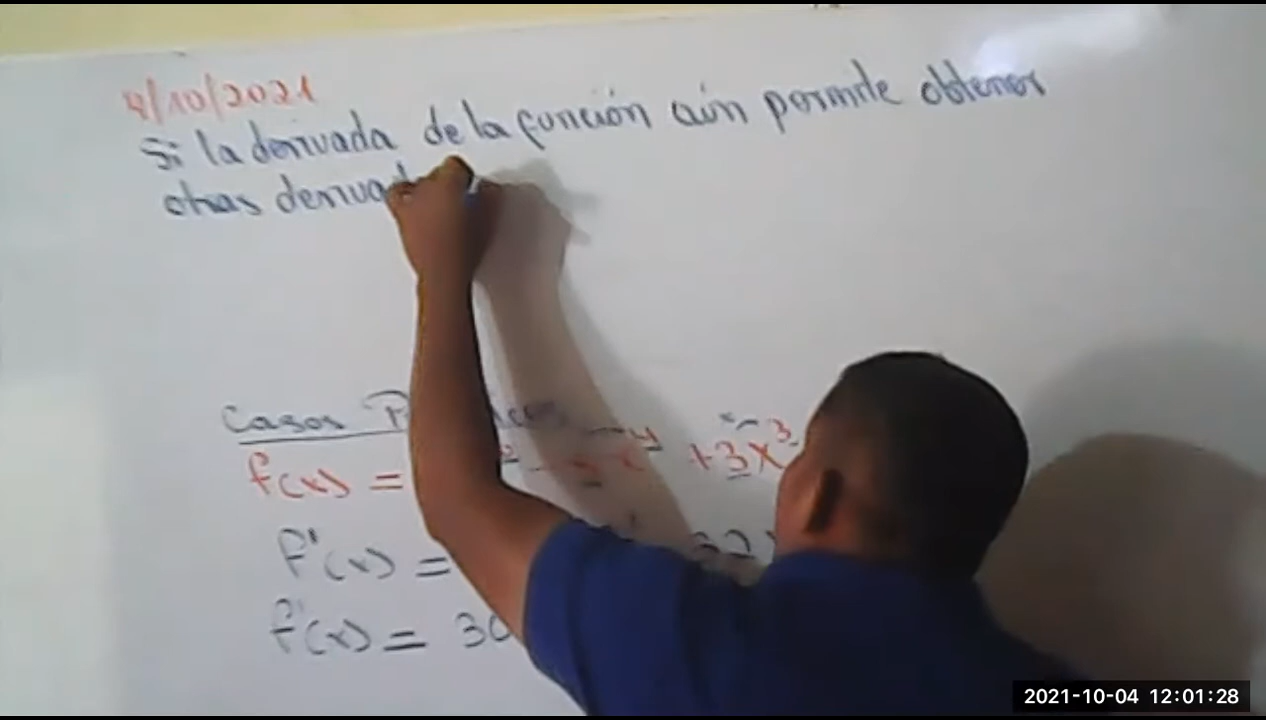 4/10/2021
Si la derivada de la función aún permite obtener
otras derivad
Casos
f(x) = +3x³
f'(x) =
f'(x) = 30
2021-10-04 12:01:28